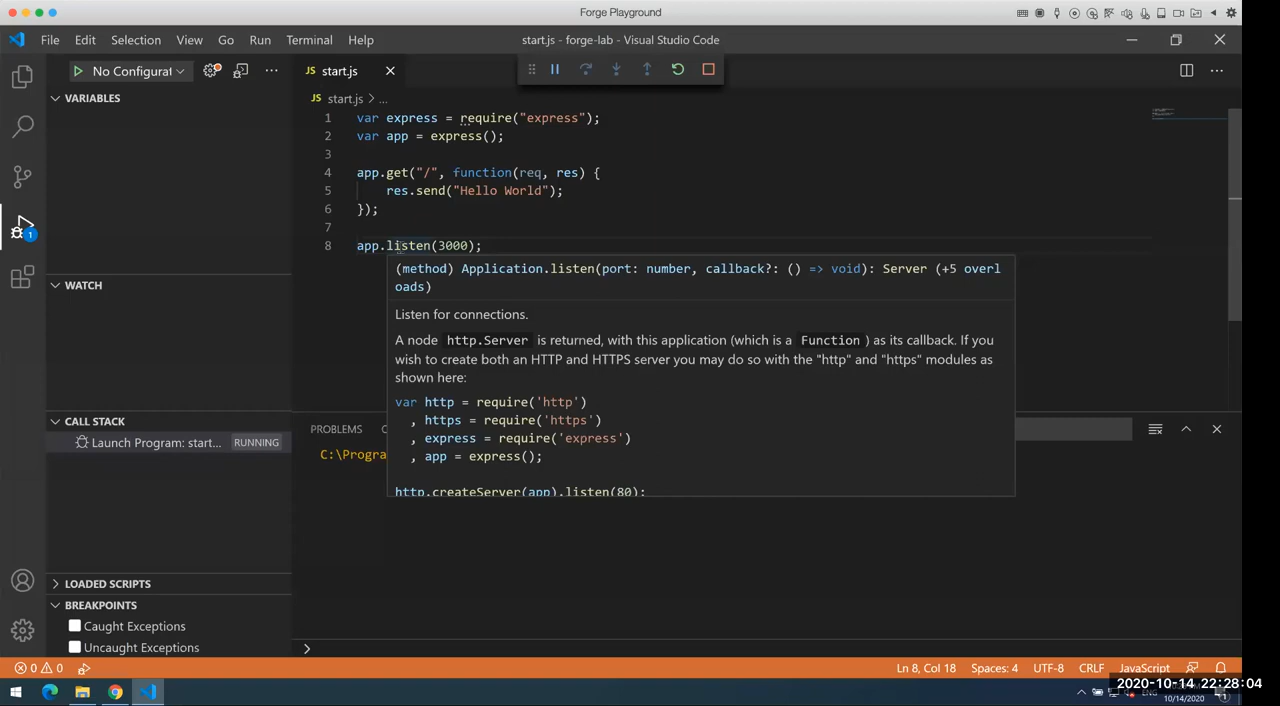 Forge Playground
File Edit Selection View Go Run Terminal Help
start.js - forge-lab - Visual Studio Code
No Configurat
JS start.js
VARIABLES
JS start.js > ...
1 var express = require("express");
2 var app = express();
3
4 app.get("/", function(req, res) {
5 res.send("Hello World");
6 });
7
8 app.listen(3000);
(method) Application.listen(port: number, callback?: () => void): Server (+5 overl
oads)
WATCH
Listen for connections.
A node http.Server is returned, with this application (which is a Function ) as its callback. If you
wish to create both an HTTP and HTTPS server you may do so with the "http" and "https" modules as
shown here:
var http = require('http')
, https = require('https')
, express = require('express')
, app = express();
http.createServer(app).listen(80);
CALL STACK
Launch Program: start... RUNNING
PROBLEMS
C:\Progra
LOADED SCRIPTS
BREAKPOINTS
Caught Exceptions
Uncaught Exceptions
1
0 0
Ln 8, Col 18 Spaces: 4 UTF-8 CRLF JavaScript
2020-10-14 22:28:04
ENG
10/14/2020